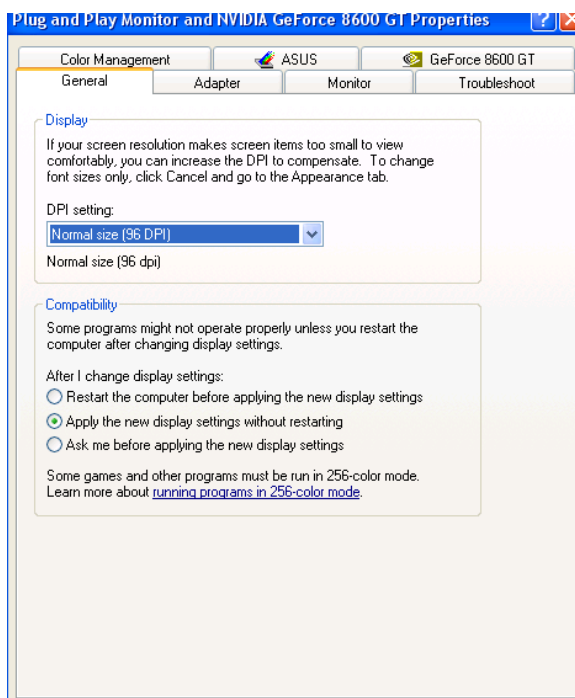 Plug and Play Monitor and NVIDIA GeForce 8600 GT Properties
Color Management
ASUS
GeForce 8600 GT
General
Adapter
Monitor
Troubleshoot
Display
If your screen resolution makes screen items too small to view
comfortably, you can increase the DPI to compensate. To change
font sizes only, click Cancel and go to the Appearance tab.
DPI setting:
Normal size (96 DPI)
Normal size (96 dpi)
Compatibility
Some programs might not operate properly unless you restart the
computer after changing display settings.
After I change display settings:
Restart the computer before applying the new display settings
Apply the new display settings without restarting
Ask me before applying the new display settings
Some games and other programs must be run in 256-color mode.
Learn more about running programs in 256-color mode.